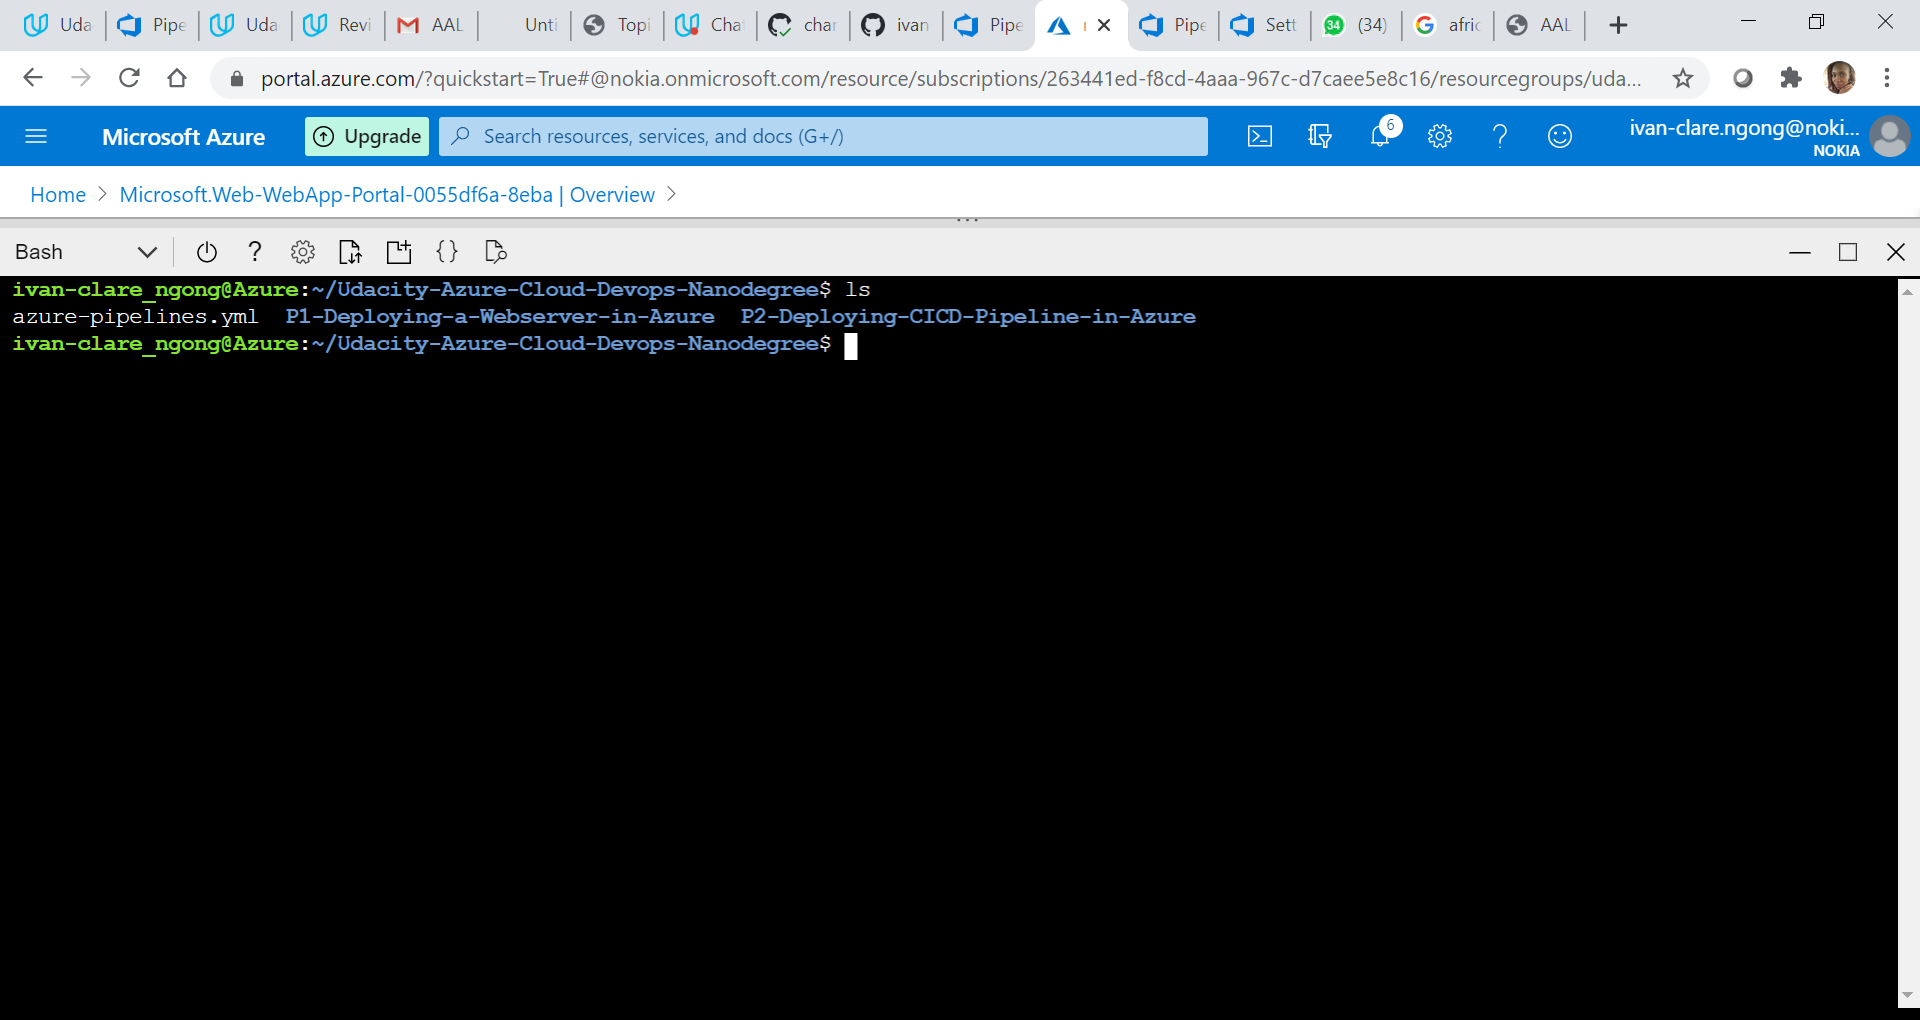 Uda Pipe Uda Revi AAL Unti Topi Cha char ivan Pipe Pipe Sett 34 (34) afric AAL
portal.azure.com/?quickstart=True#@nokia.onmicrosoft.com/resource/subscriptions/263441ed-f8cd-4aaa-967c-d7caee5e8c16/resourcegroups/uda...
Microsoft Azure Upgrade Search resources, services, and docs (G+/) 6 ivan-clare.ngong@noki...
NOKIA
Home > Microsoft.Web-WebApp-Portal-0055df6a-8eba | Overview >
Bash
ivan-clare_ngong@Azure:~/Udacity-Azure-Cloud-Devops-Nanodegree$ ls
azure-pipelines.yml P1-Deploying-a-Webserver-in-Azure P2-Deploying-CICD-Pipeline-in-Azure
ivan-clare_ngong@Azure:~/Udacity-Azure-Cloud-Devops-Nanodegree$